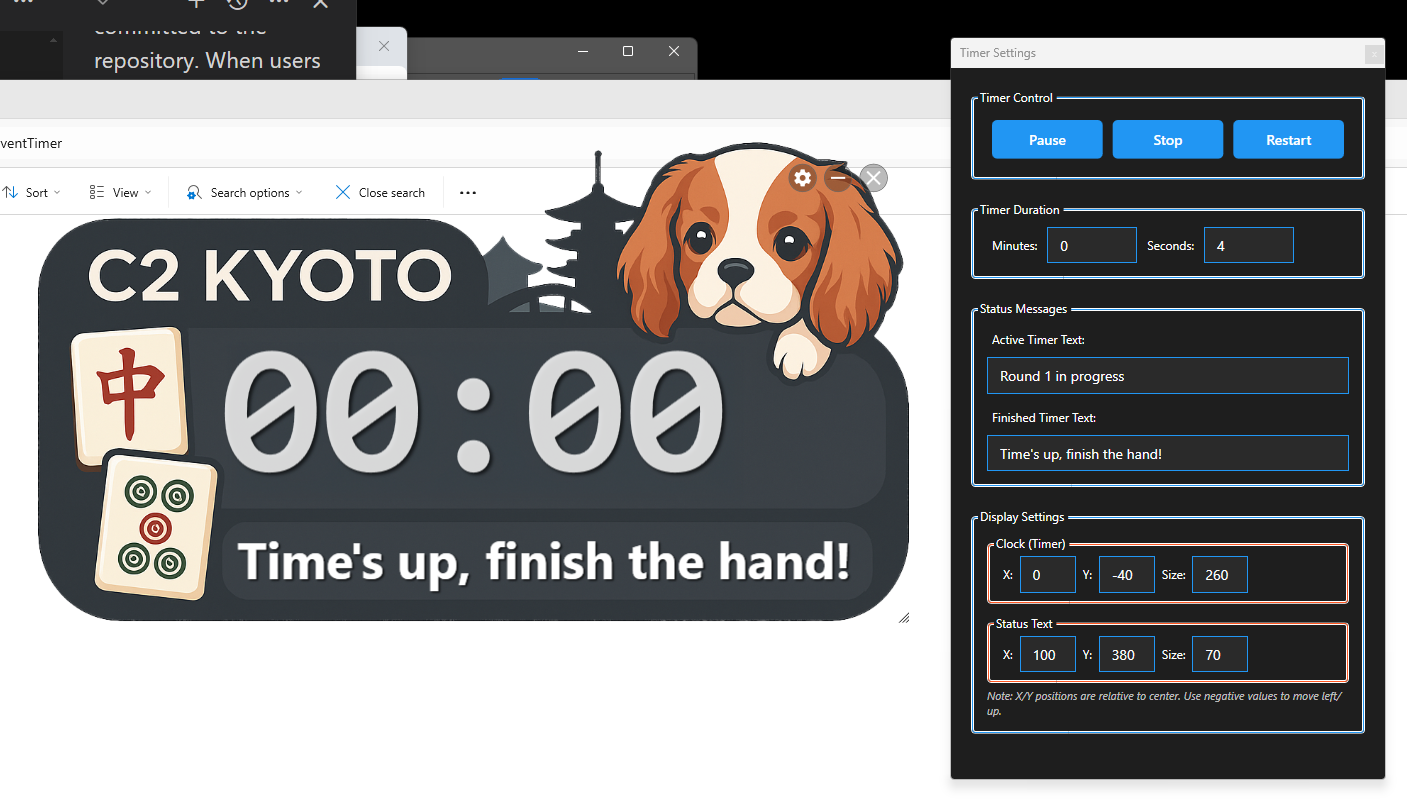 committed to the
repository. When users
ventTimer
Sort
View
Search options
Close search
C2 KYOTO
中
00:00
Time's up, finish the hand!
Timer Settings
Timer Control
Pause
Stop
Restart
Timer Duration
Minutes: 0 Seconds: 4
Status Messages
Active Timer Text:
Round 1 in progress
Finished Timer Text:
Time's up, finish the hand!
Display Settings
Clock (Timer)
X: 0 Y: -40 Size: 260
Status Text
X: 100 Y: 380 Size: 70
Note: X/Y positions are relative to center. Use negative values to move left/
up.